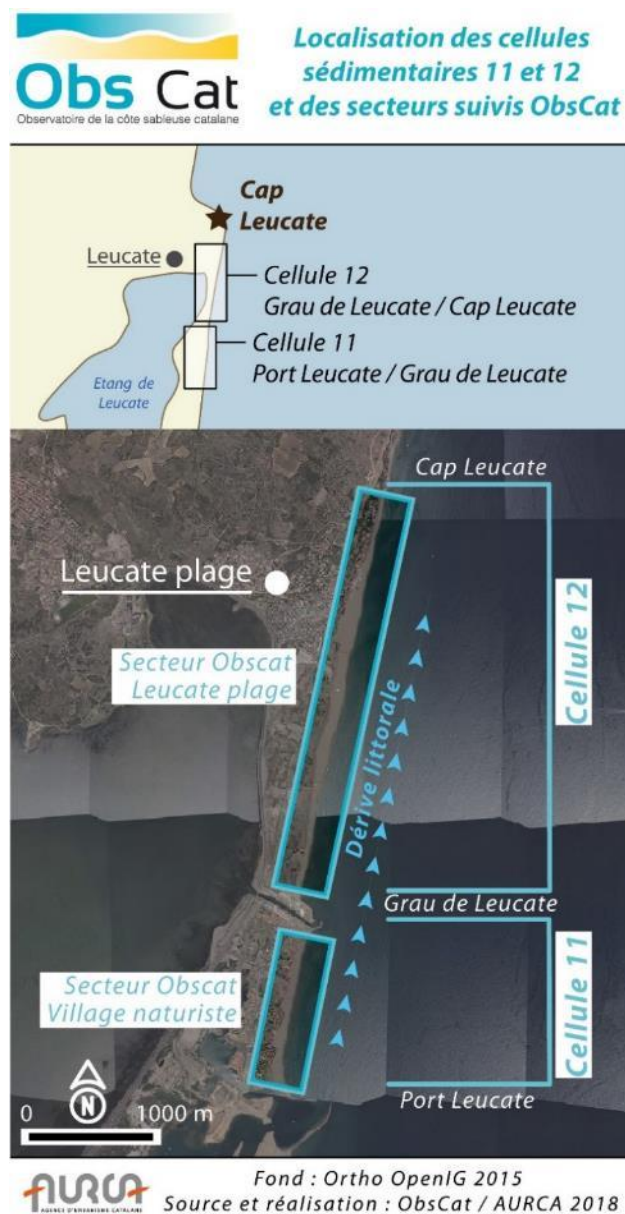 Obs Cat
Observatoire de la côte sableuse catalane
Localisation des cellules
sédimentaires 11 et 12
et des secteurs suivis ObsCat
Cap
Leucate
Leucate
Cellule 12
Grau de Leucate / Cap Leucate
Cellule 11
Port Leucate / Grau de Leucate
Etang de
Leucate
Cap Leucate
Leucate plage
Cellule 12
Secteur Obscat
Leucate plage
Dérive littorale
Grau de Leucate
Secteur Obscat
Village naturiste
Cellule 11
N
0 1000 m
Port Leucate
AURCA
AGENCE D'URBANISME CATALANE
Fond : Ortho OpenIG 2015
Source et réalisation : ObsCat / AURCA 2018